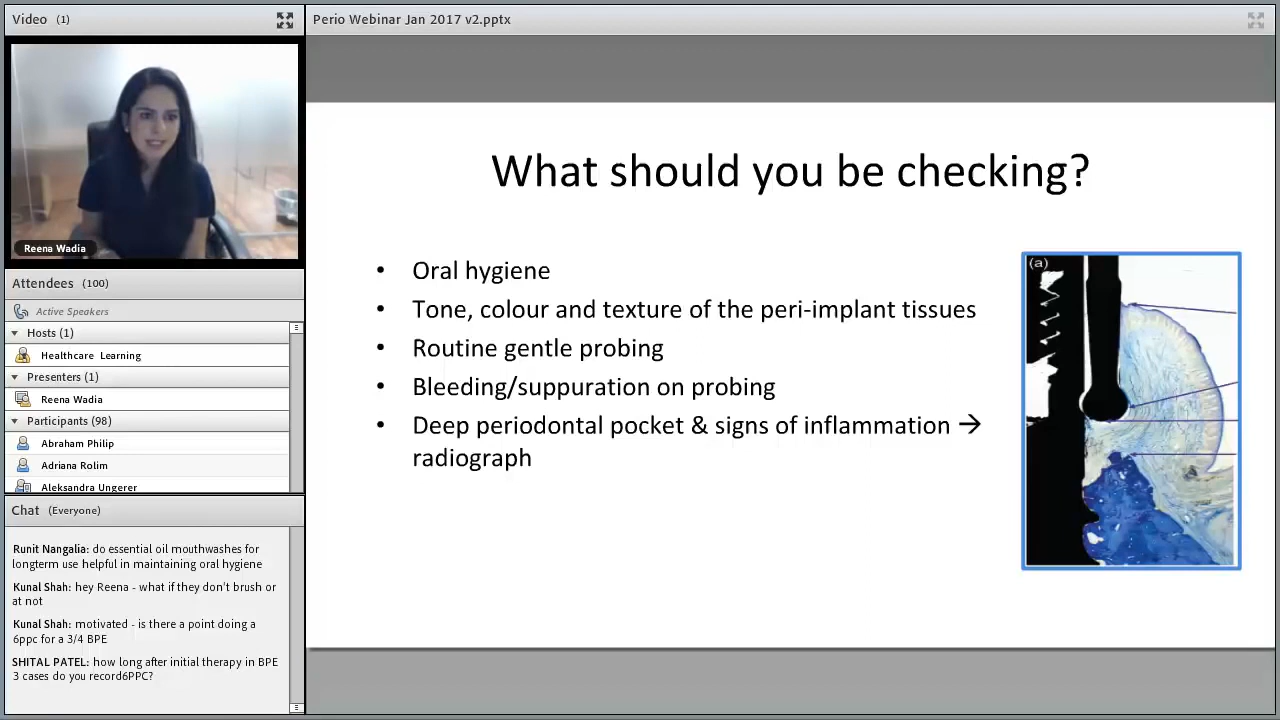 Video (1)
Reena Wadia
Attendees (100)
Active Speakers
Hosts (1)
Healthcare Learning
Presenters (1)
Reena Wadia
Participants (98)
Abraham Philip
Adriana Rolim
Aleksandra Ungerer
Chat (Everyone)
Runit Nangalia: do essential oil mouthwashes for
longterm use helpful in maintaining oral hygiene
Kunal Shah: hey Reena - what if they don't brush or
at not
Kunal Shah: motivated - is there a point doing a
6ppc for a 3/4 BPE
SHITAL PATEL: how long after initial therapy in BPE
3 cases do you record6PPC?
Perio Webinar Jan 2017 v2.pptx
What should you be checking?
• Oral hygiene
• Tone, colour and texture of the peri-implant tissues
• Routine gentle probing
• Bleeding/suppuration on probing
• Deep periodontal pocket & signs of inflammation →
radiograph
(a)